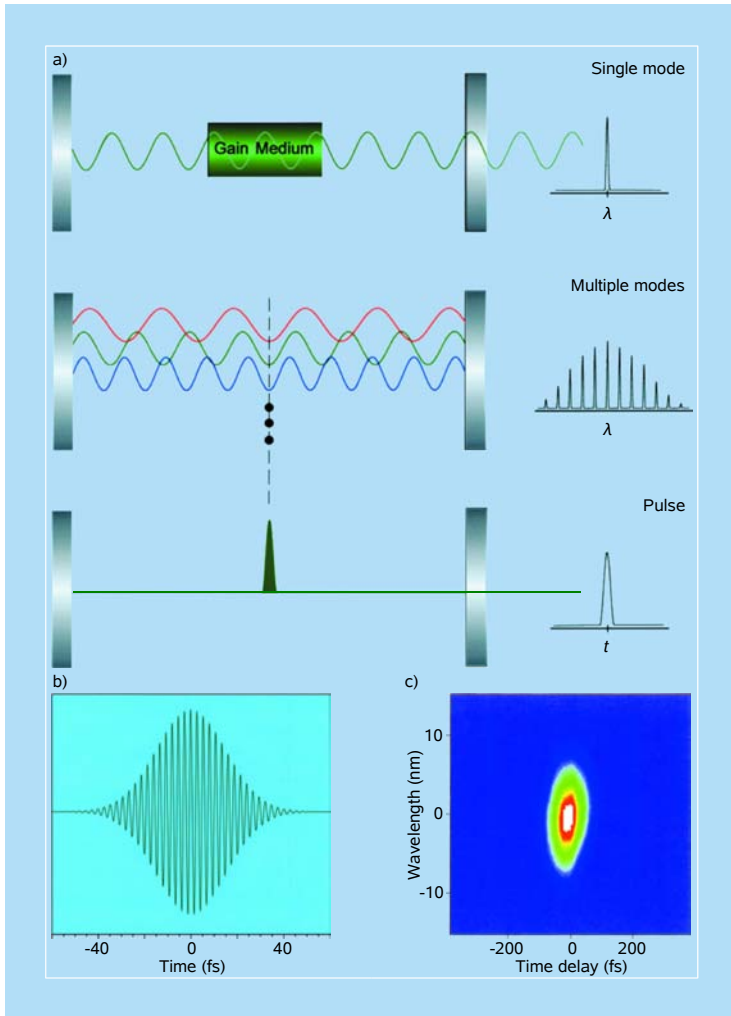 a)
Single mode
Gain Medium
λ
Multiple modes
λ
Pulse
t
b)
c)
10
0
-10
Wavelength (nm)
-40 0 40
Time (fs)
-200 0 200
Time delay (fs)